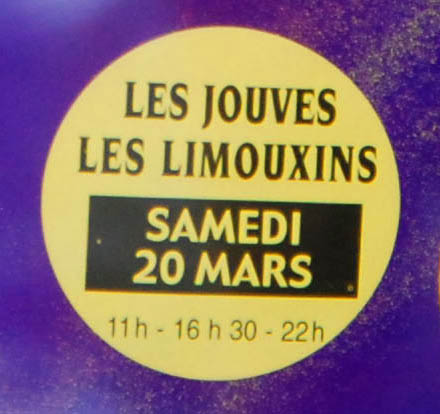 LES JOUVES
LES LIMOUXINS
SAMEDI
20 MARS
11h - 16 h 30 - 22h